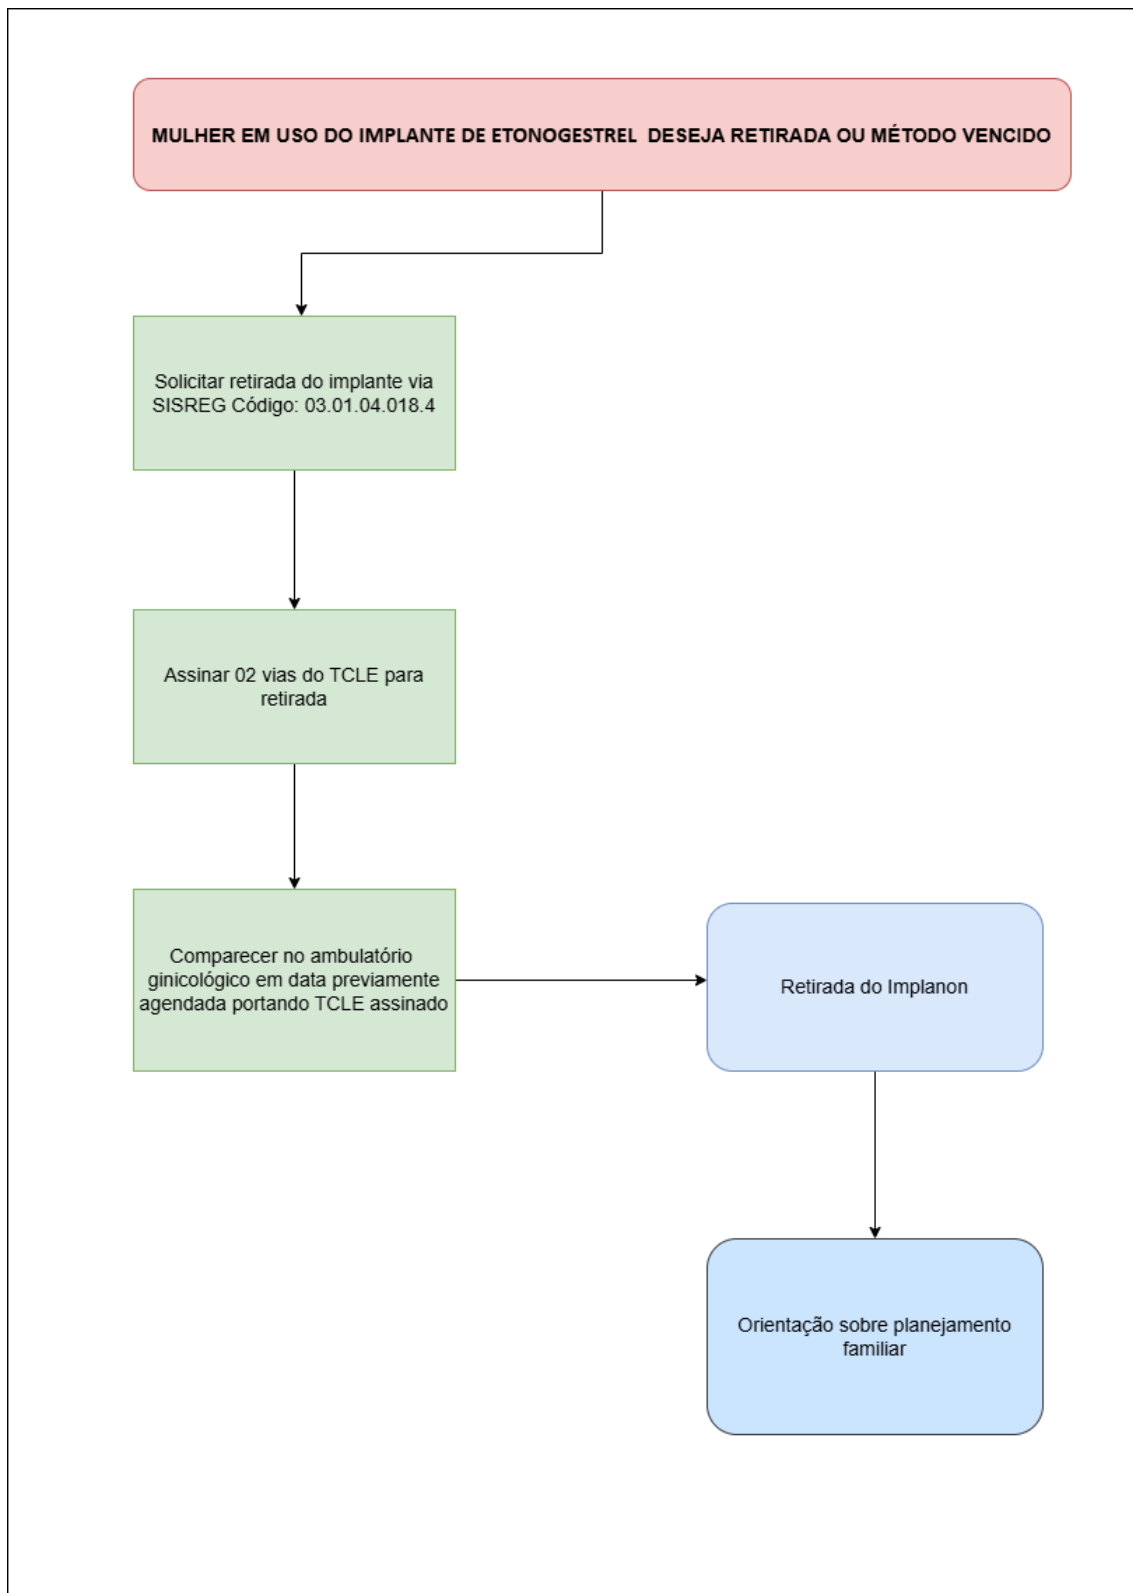 MULHER EM USO DO IMPLANTE DE ETONOGESTREL DESEJA RETIRADA OU MÉTODO VENCIDO
Solicitar retirada do implante via
SISREG Código: 03.01.04.018.4
Assinar 02 vias do TCLE para
retirada
Comparecer no ambulatório
ginicológico em data previamente
agendada portando TCLE assinado
Retirada do Implanon
Orientação sobre planejamento
familiar